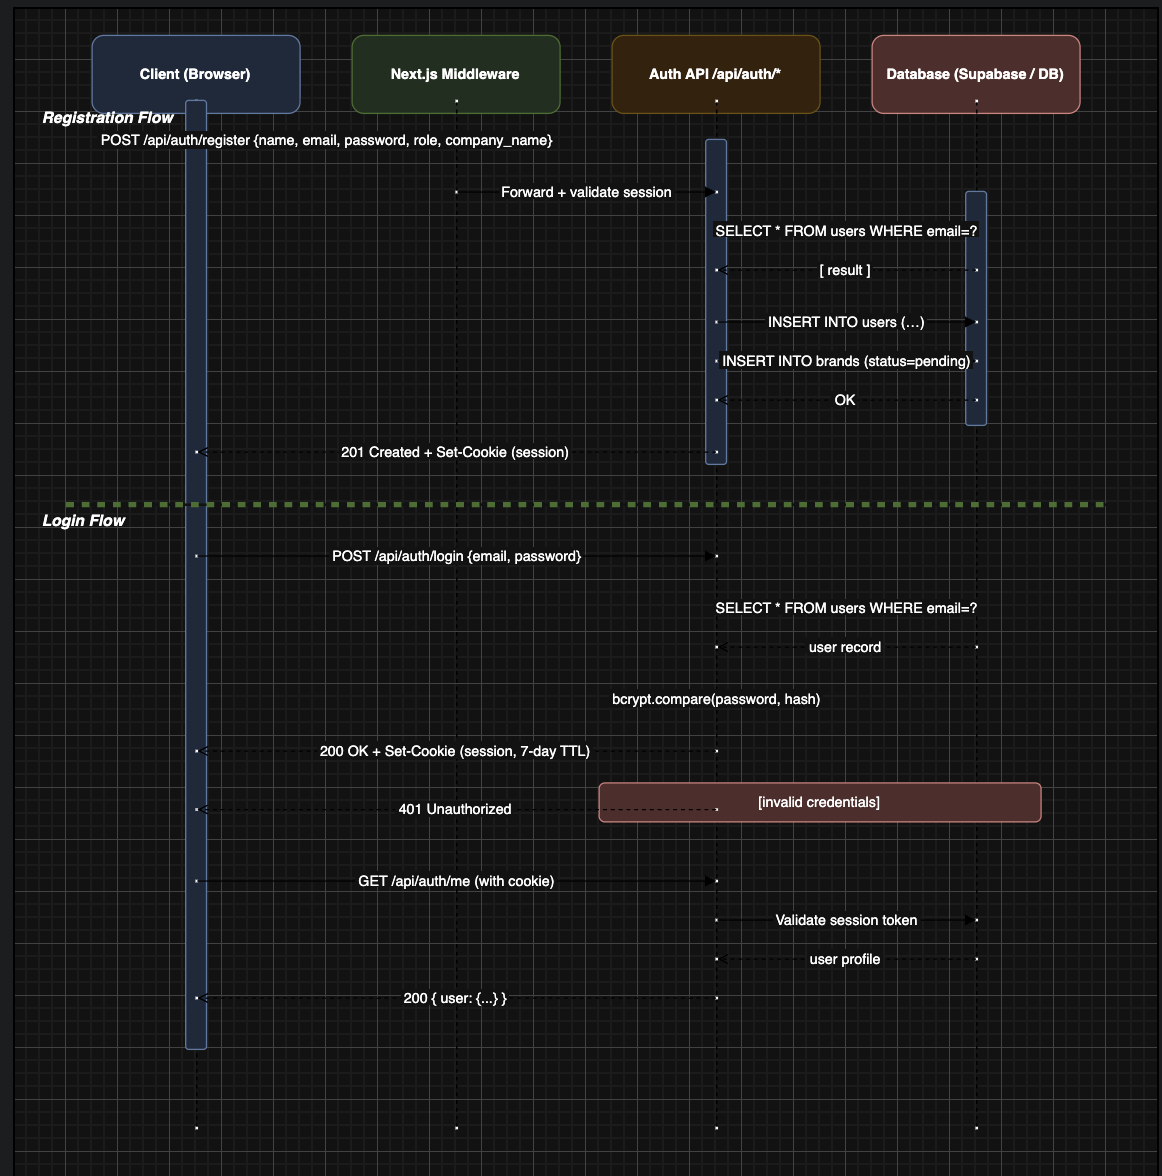 Client (Browser)
Next.js Middleware
Auth API /api/auth/*
Database (Supabase / DB)
Registration Flow
POST /api/auth/register {name, email, password, role, company_name}
Forward + validate session
SELECT * FROM users WHERE email=?
[ result ]
INSERT INTO users (…)
INSERT INTO brands (status=pending)
OK
201 Created + Set-Cookie (session)
Login Flow
POST /api/auth/login {email, password}
SELECT * FROM users WHERE email=?
user record
bcrypt.compare(password, hash)
200 OK + Set-Cookie (session, 7-day TTL)
[invalid credentials]
401 Unauthorized
GET /api/auth/me (with cookie)
Validate session token
user profile
200 { user: {...} }